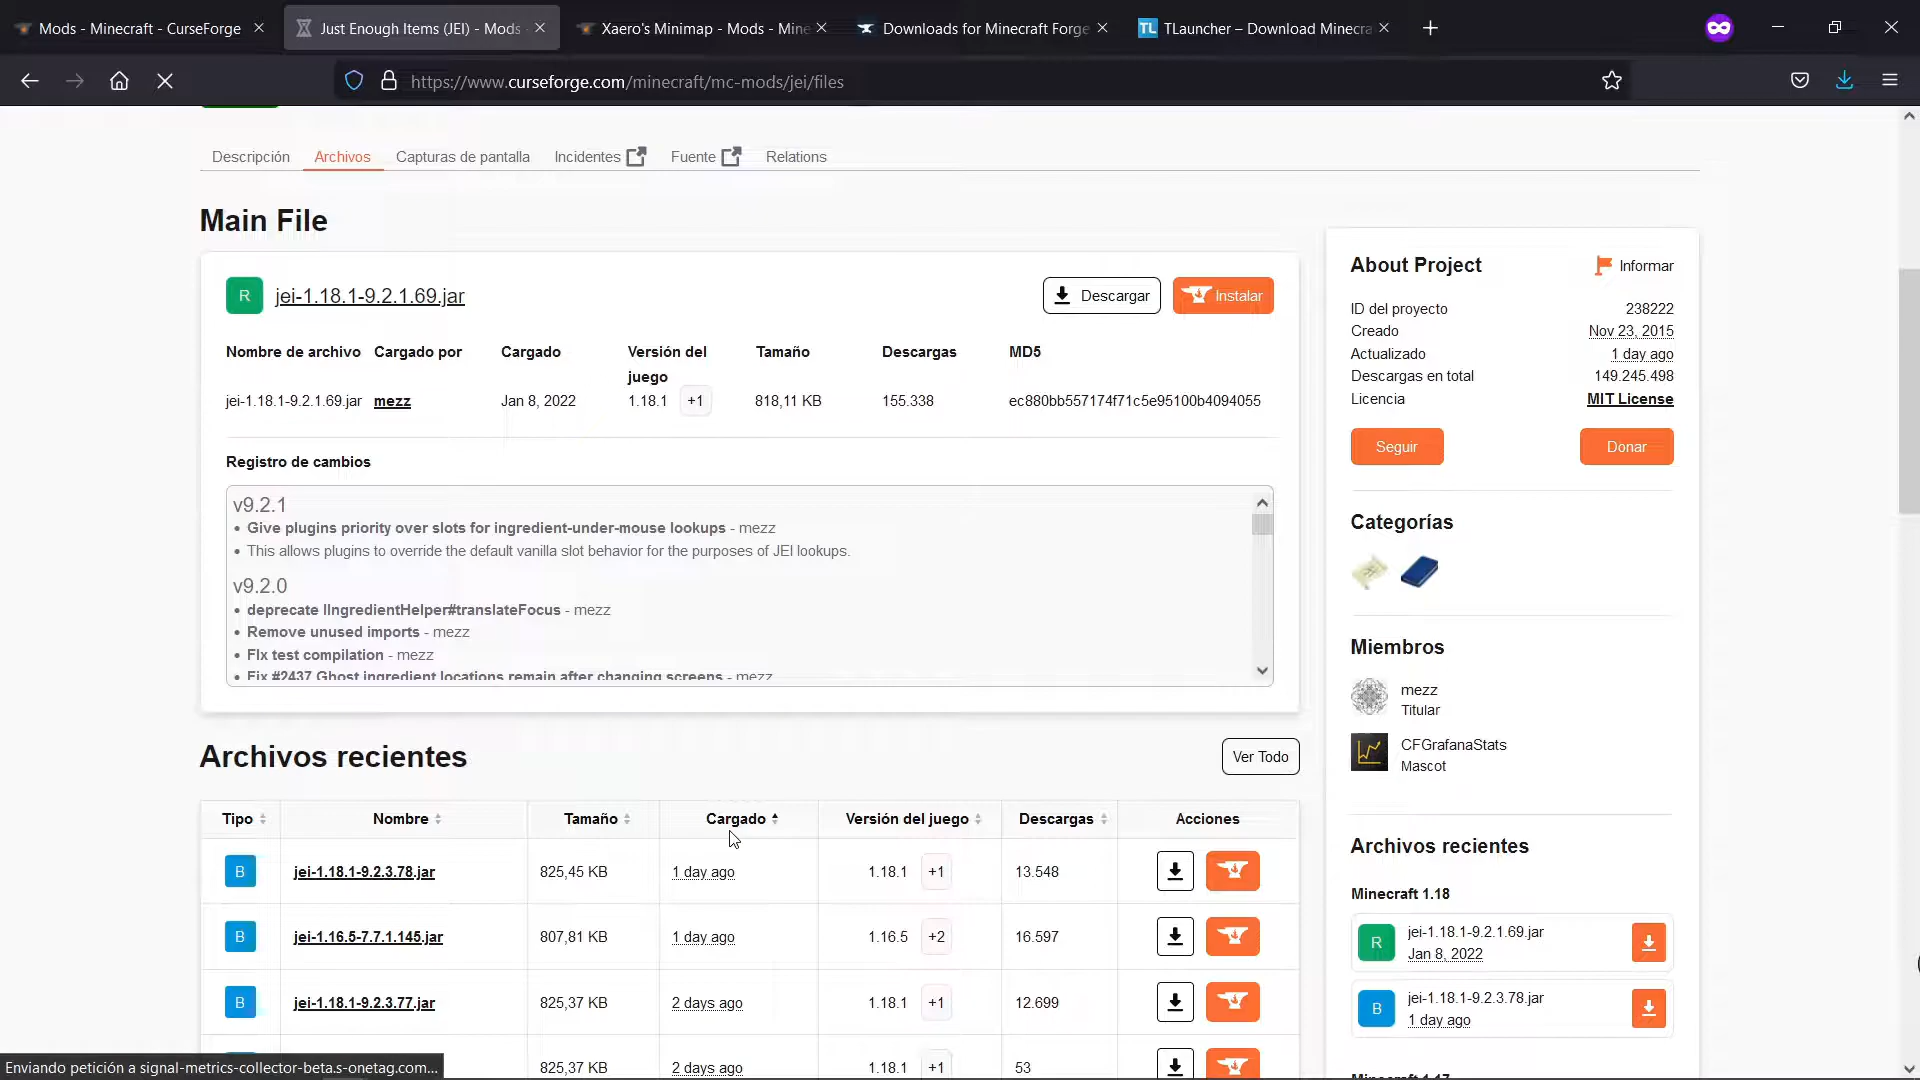 Mods - Minecraft - CurseForge
Just Enough Items (JEI) - Mods
Xaero's Minimap - Mods - Mine
Downloads for Minecraft Forge
TL TLauncher – Download Minecra
https://www.curseforge.com/minecraft/mc-mods/jei/files
Descripción Archivos Capturas de pantalla Incidentes Fuente Relations
Main File
R jei-1.18.1-9.2.1.69.jar Descargar Instalar
Nombre de archivo Cargado por Cargado Versión del juego Tamaño Descargas MD5
jei-1.18.1-9.2.1.69.jar mezz Jan 8, 2022 1.18.1 +1 818,11 KB 155.338 ec880bb557174f71c5e95100b4094055
Registro de cambios
v9.2.1
• Give plugins priority over slots for ingredient-under-mouse lookups - mezz
• This allows plugins to override the default vanilla slot behavior for the purposes of JEI lookups.
v9.2.0
• deprecate IIngredientHelper#translateFocus - mezz
• Remove unused imports - mezz
• FIx test compilation - mezz
• Fix #2437 Ghost ingredient locations remain after changing screens - mezz
Archivos recientes Ver Todo
Tipo Nombre Tamaño Cargado Versión del juego Descargas Acciones
B jei-1.18.1-9.2.3.78.jar 825,45 KB 1 day ago 1.18.1 +1 13.548
B jei-1.16.5-7.7.1.145.jar 807,81 KB 1 day ago 1.16.5 +2 16.597
B jei-1.18.1-9.2.3.77.jar 825,37 KB 2 days ago 1.18.1 +1 12.699
825,37 KB 2 days ago 1.18.1 +1 53
About Project Informar
ID del proyecto 238222
Creado Nov 23, 2015
Actualizado 1 day ago
Descargas en total 149.245.498
Licencia MIT License
Seguir Donar
Categorías
Miembros
mezz
Titular
CFGrafanaStats
Mascot
Archivos recientes
Minecraft 1.18
R jei-1.18.1-9.2.1.69.jar
Jan 8, 2022
B jei-1.18.1-9.2.3.78.jar
1 day ago
Minecraft 1.17
Enviando petición a signal-metrics-collector-beta.s-onetag.com...